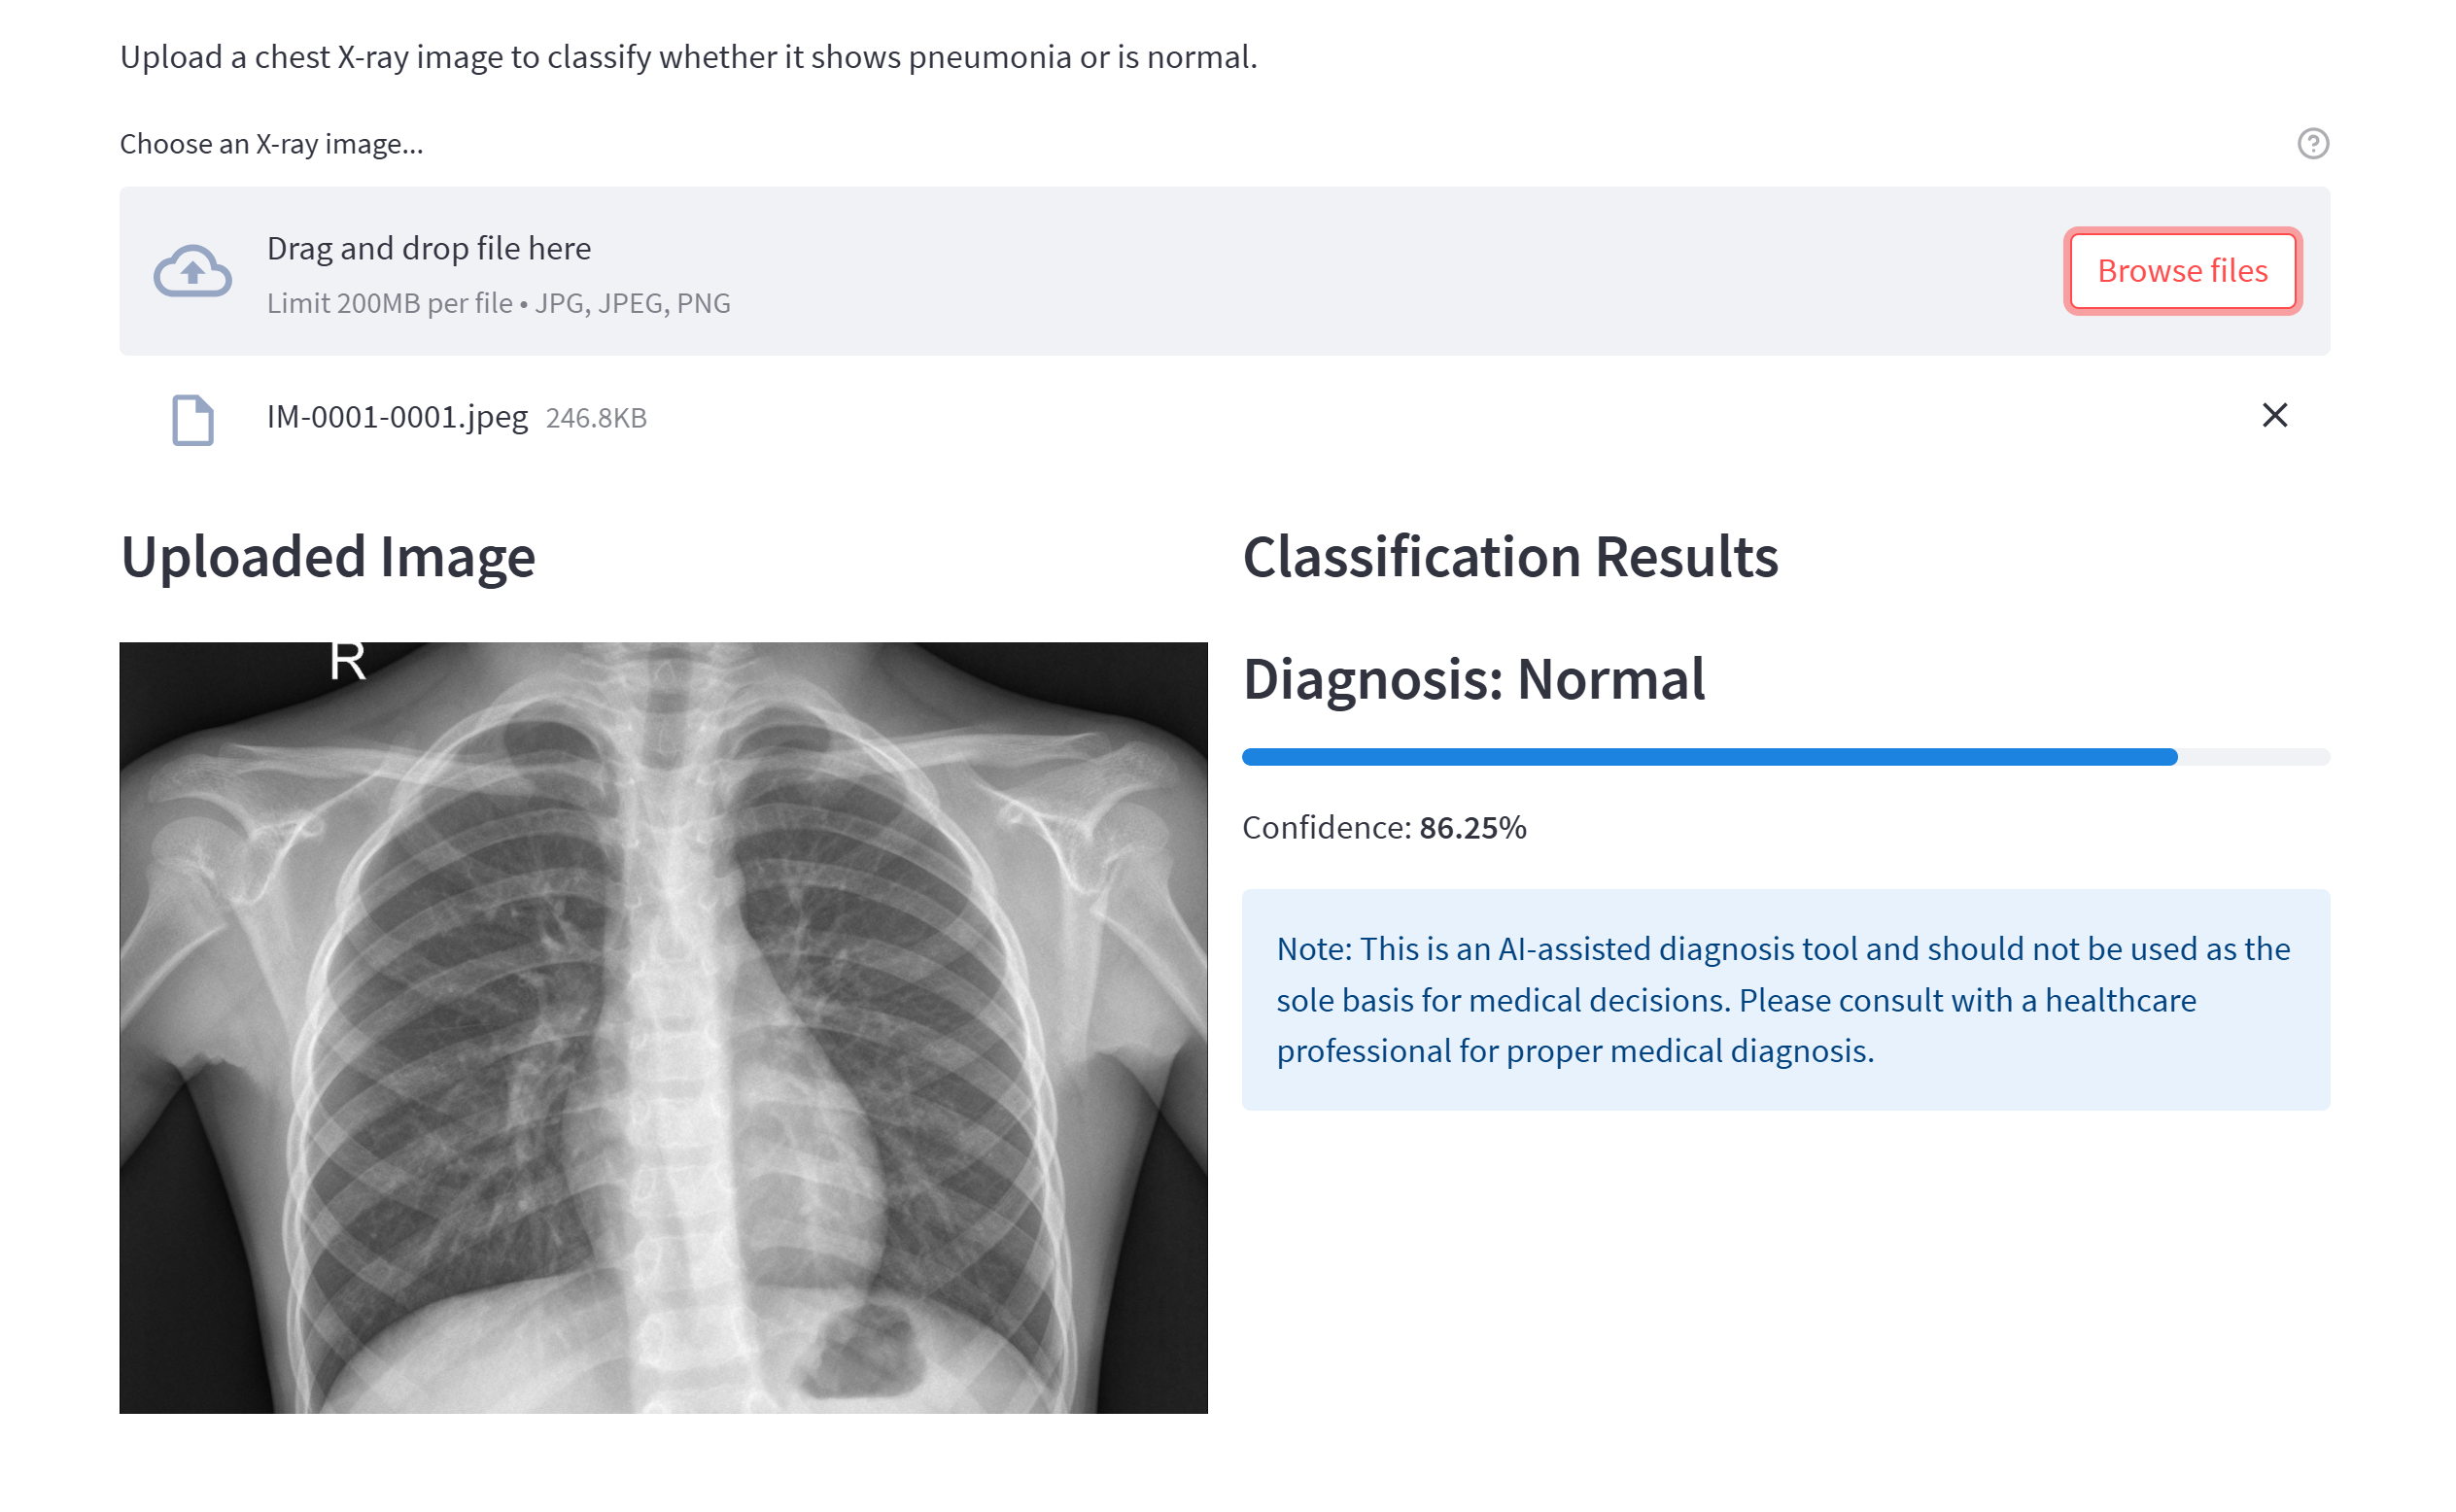 Upload a chest X-ray image to classify whether it shows pneumonia or is normal.
Choose an X-ray image...
Drag and drop file here
Limit 200MB per file • JPG, JPEG, PNG
Browse files
IM-0001-0001.jpeg 246.8KB
Uploaded Image
R
Classification Results
Diagnosis: Normal
Confidence: 86.25%
Note: This is an AI-assisted diagnosis tool and should not be used as the
sole basis for medical decisions. Please consult with a healthcare
professional for proper medical diagnosis.